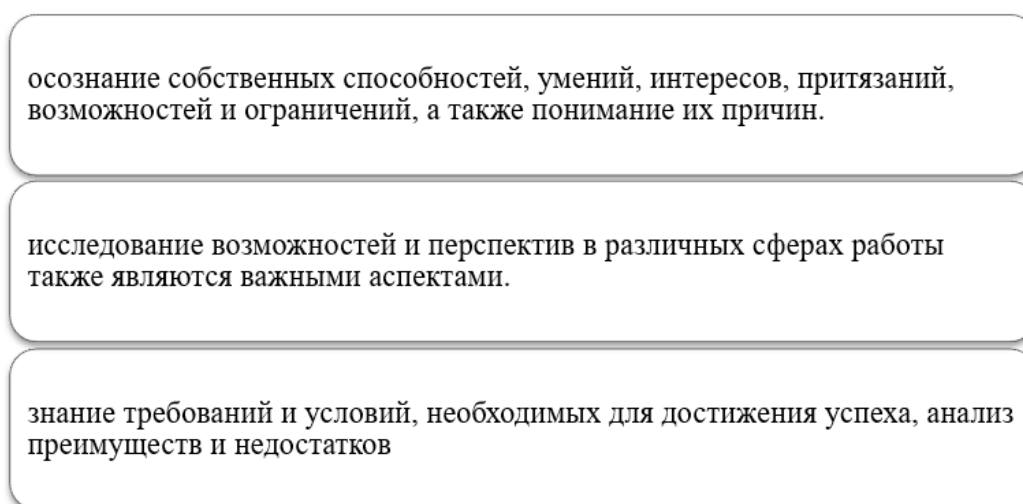 осознание собственных способностей, умений, интересов, притязаний,
возможностей и ограничений, а также понимание их причин.
исследование возможностей и перспектив в различных сферах работы
также являются важными аспектами.
знание требований и условий, необходимых для достижения успеха, анализ
преимуществ и недостатков